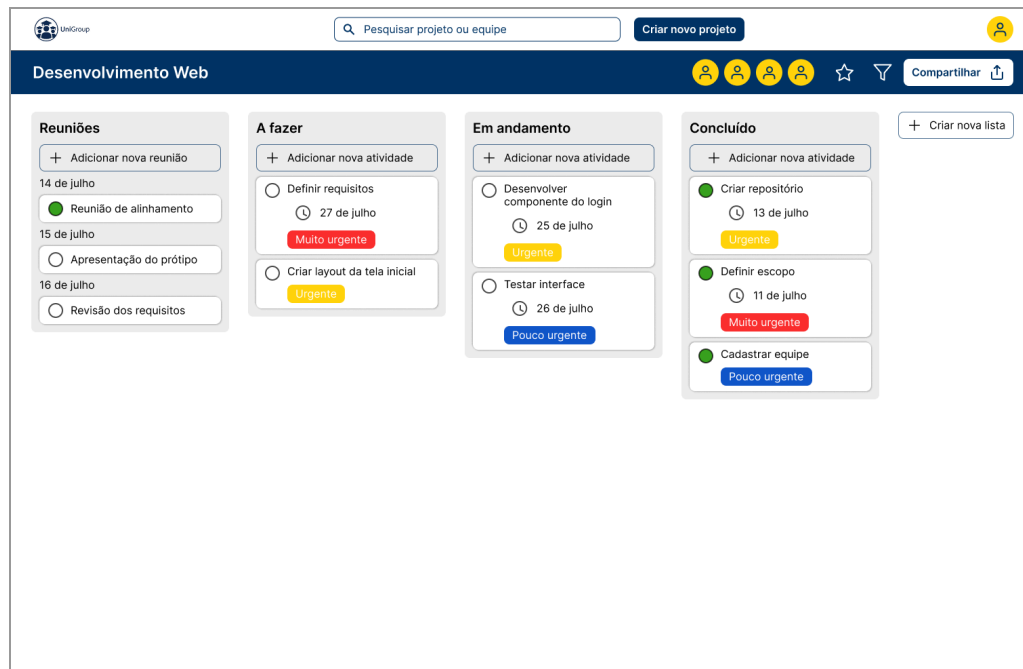 UniGroup
Pesquisar projeto ou equipe
Criar novo projeto
Desenvolvimento Web
Compartilhar
Reuniões
Adicionar nova reunião
14 de julho
Reunião de alinhamento
15 de julho
Apresentação do prótipo
16 de julho
Revisão dos requisitos
A fazer
Adicionar nova atividade
Definir requisitos
27 de julho
Muito urgente
Criar layout da tela inicial
Urgente
Em andamento
Adicionar nova atividade
Desenvolver
componente do login
25 de julho
Urgente
Testar interface
26 de julho
Pouco urgente
Concluído
Adicionar nova atividade
Criar repositório
13 de julho
Urgente
Definir escopo
11 de julho
Muito urgente
Cadastrar equipe
Pouco urgente
Criar nova lista